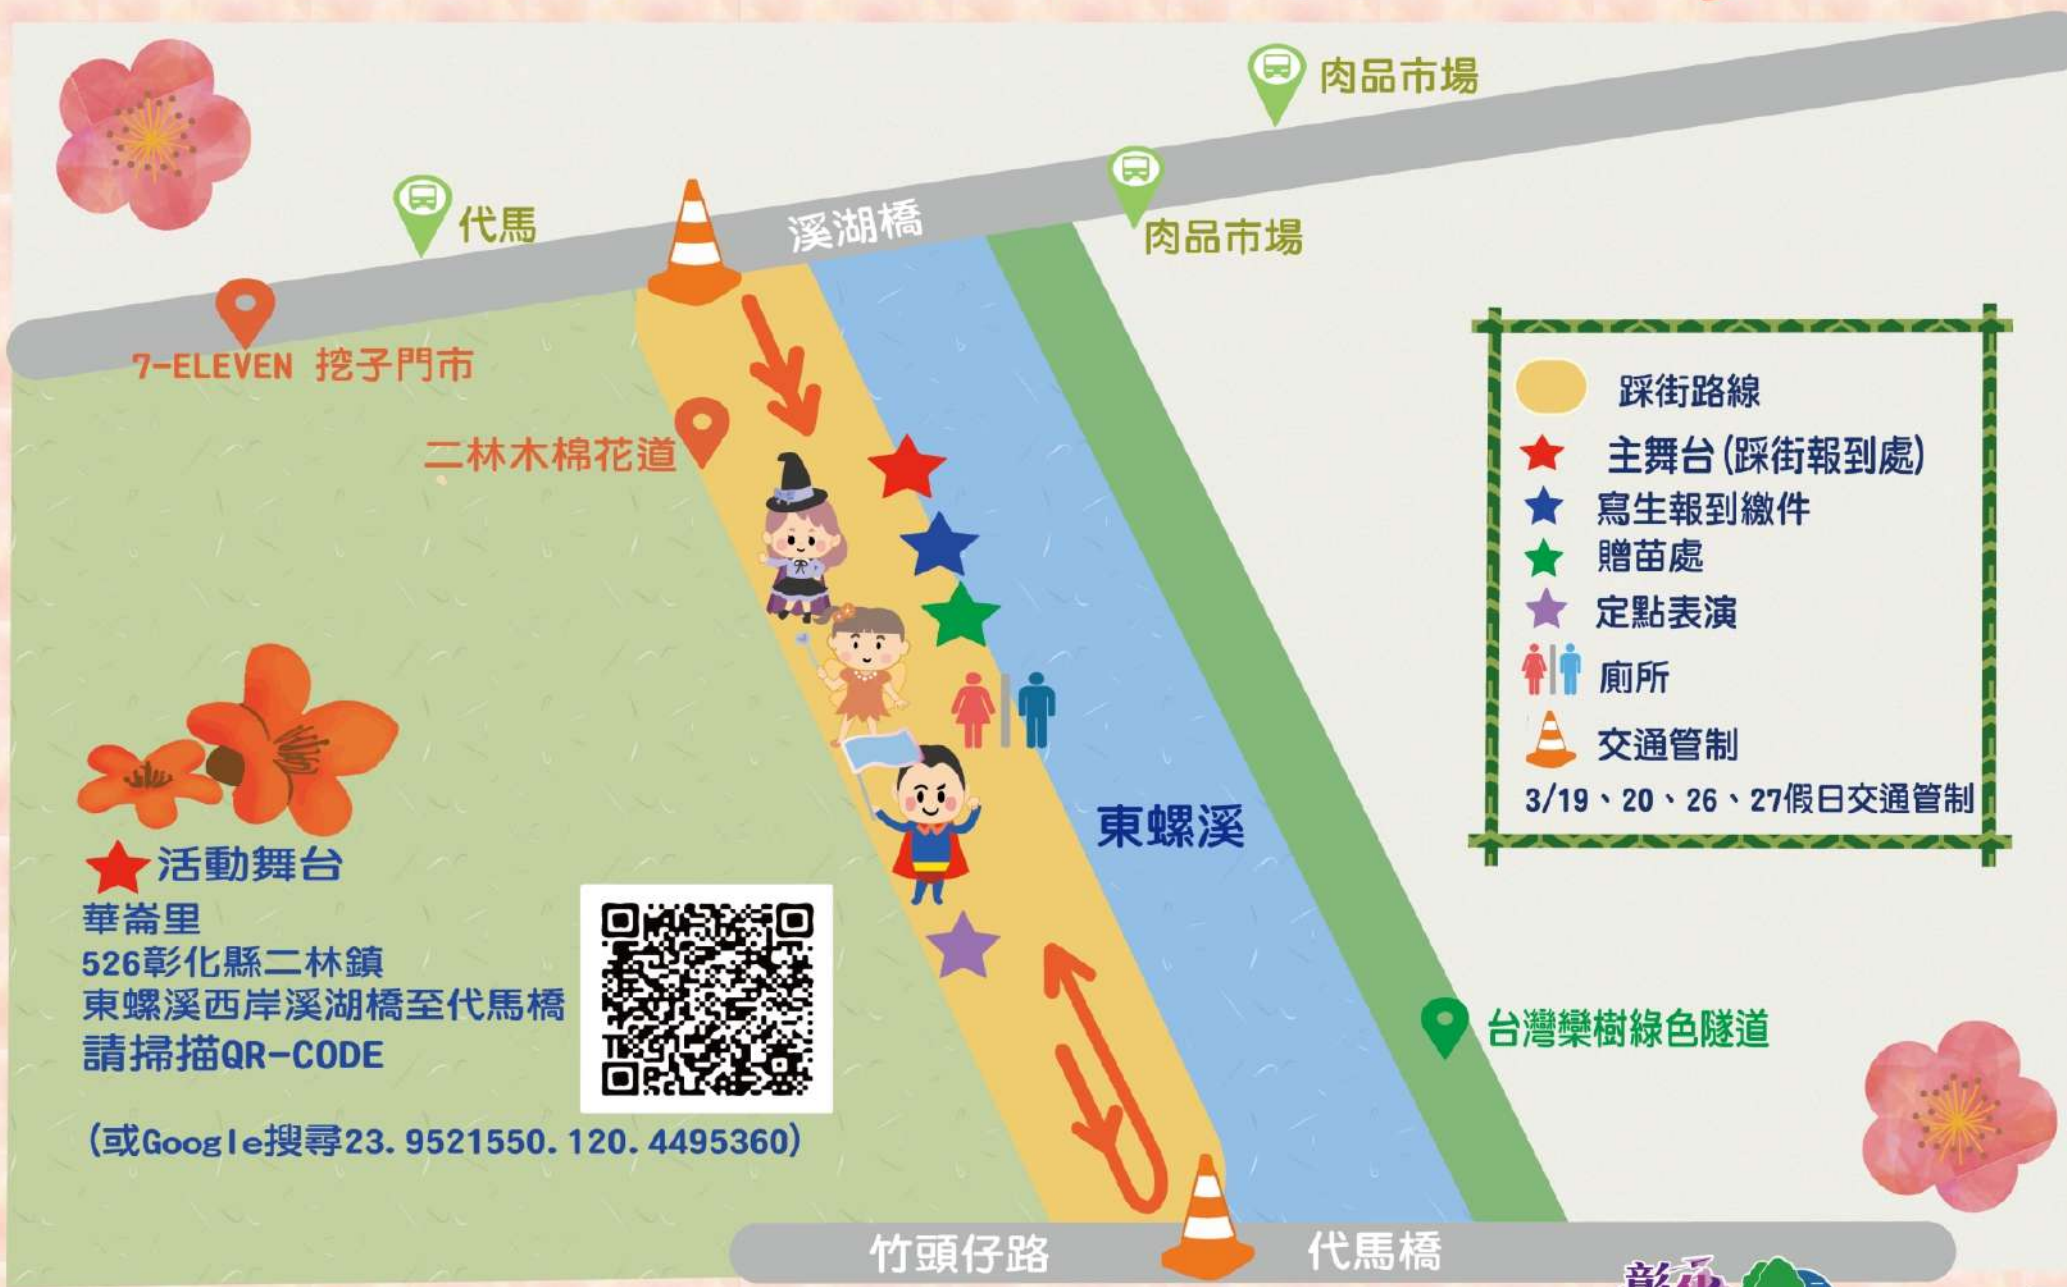 肉品市場
代馬
溪湖橋
肉品市場
7-ELEVEN 挖子門市
二林木棉花道
踩街路線
主舞台(踩街報到處)
寫生報到繳件
贈苗處
定點表演
廁所
交通管制
3/19、20、26、27假日交通管制
東螺溪
活動舞台
華崙里
526彰化縣二林鎮
東螺溪西岸溪湖橋至代馬橋
請掃描QR-CODE
(或Google搜尋23.9521550.120.4495360)
台灣欒樹綠色隧道
竹頭仔路
代馬橋
彰化